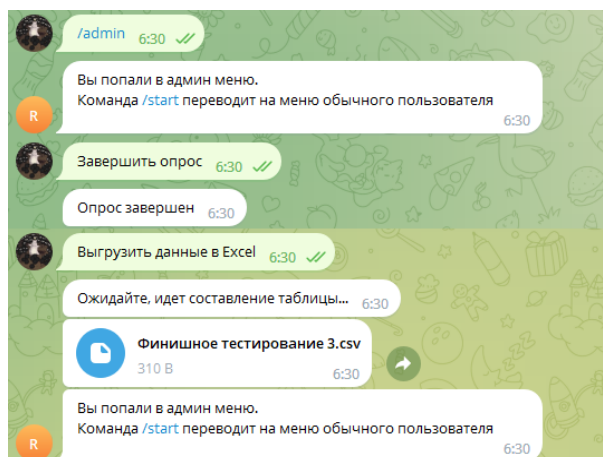 /admin 6:30
Вы попали в админ меню.
Команда /start переводит на меню обычного пользователя
6:30
R
Завершить опрос 6:30
Опрос завершен 6:30
Выгрузить данные в Excel 6:30
Ожидайте, идет составление таблицы... 6:30
Финишное тестирование 3.csv
310 B 6:30
Вы попали в админ меню.
Команда /start переводит на меню обычного пользователя
6:30
R